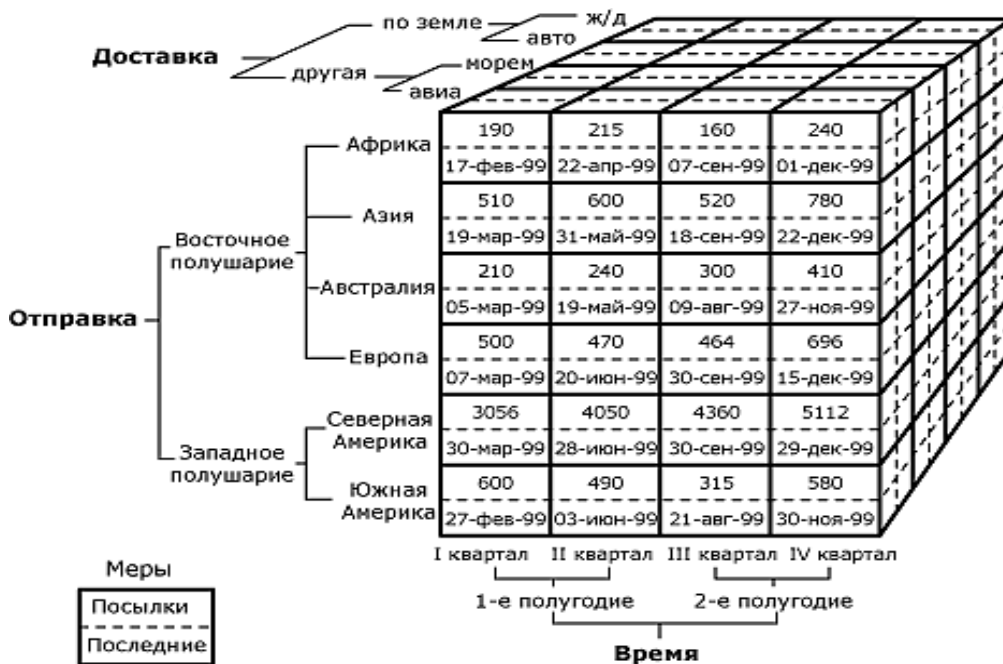 Доставка
по земле
ж/д
авто
другая
морем
авиа
Отправка
Восточное
полушарие
Западное
полушарие
Африка
190 215 160 240
17-фев-99 22-апр-99 07-сен-99 01-дек-99
Азия
510 600 520 780
19-мар-99 31-май-99 18-сен-99 22-дек-99
Австралия
210 240 300 410
05-мар-99 19-май-99 09-авг-99 27-ноя-99
Европа
500 470 464 696
07-мар-99 20-июн-99 30-сен-99 15-дек-99
Северная
Америка
3056 4050 4360 5112
30-мар-99 28-июн-99 30-сен-99 29-дек-99
Южная
Америка
600 490 315 580
27-фев-99 03-июн-99 21-авг-99 30-ноя-99
I квартал II квартал III квартал IV квартал
1-е полугодие 2-е полугодие
Время
Меры
Посылки
Последние